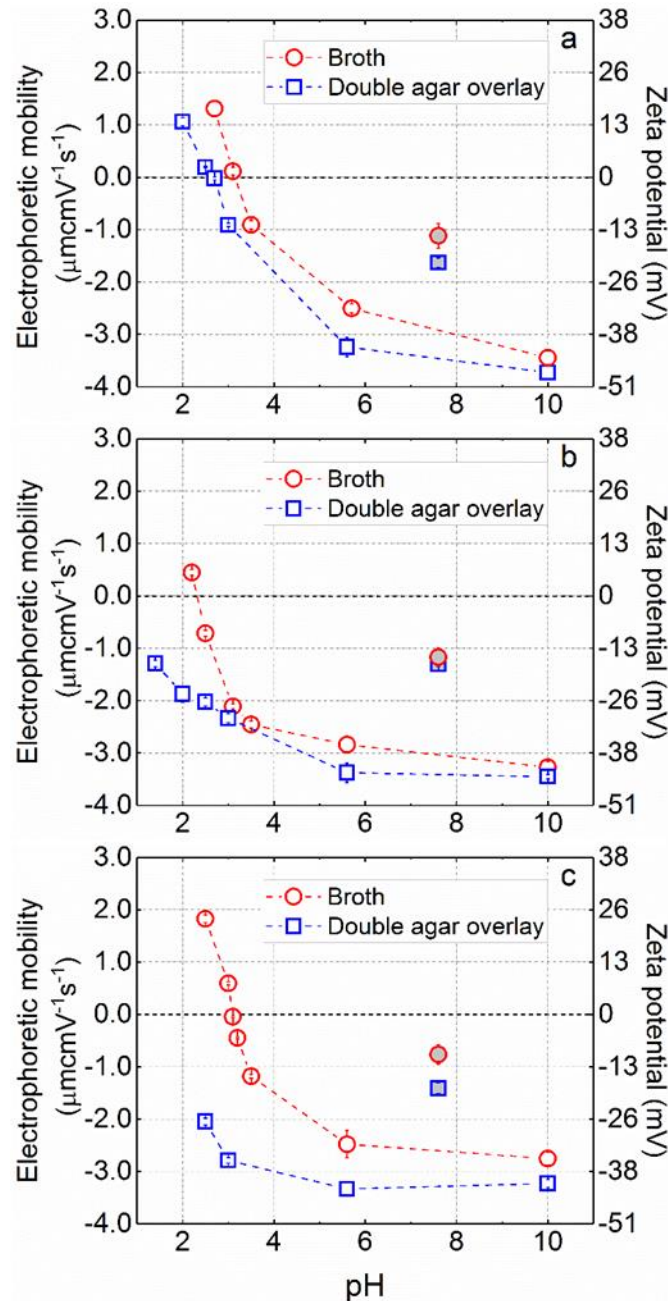 a
Broth
Double agar overlay
Electrophoretic mobility
(μmcmV⁻¹s⁻¹)
3.0
2.0
1.0
0.0
-1.0
-2.0
-3.0
-4.0
38
26
13
0
-13
-26
-38
-51
Zeta potential (mV)
2 4 6 8 10
b
Broth
Double agar overlay
Electrophoretic mobility
(μmcmV⁻¹s⁻¹)
3.0
2.0
1.0
0.0
-1.0
-2.0
-3.0
-4.0
38
26
13
0
-13
-26
-38
-51
Zeta potential (mV)
2 4 6 8 10
c
Broth
Double agar overlay
Electrophoretic mobility
(μmcmV⁻¹s⁻¹)
3.0
2.0
1.0
0.0
-1.0
-2.0
-3.0
-4.0
38
26
13
0
-13
-26
-38
-51
Zeta potential (mV)
2 4 6 8 10
pH